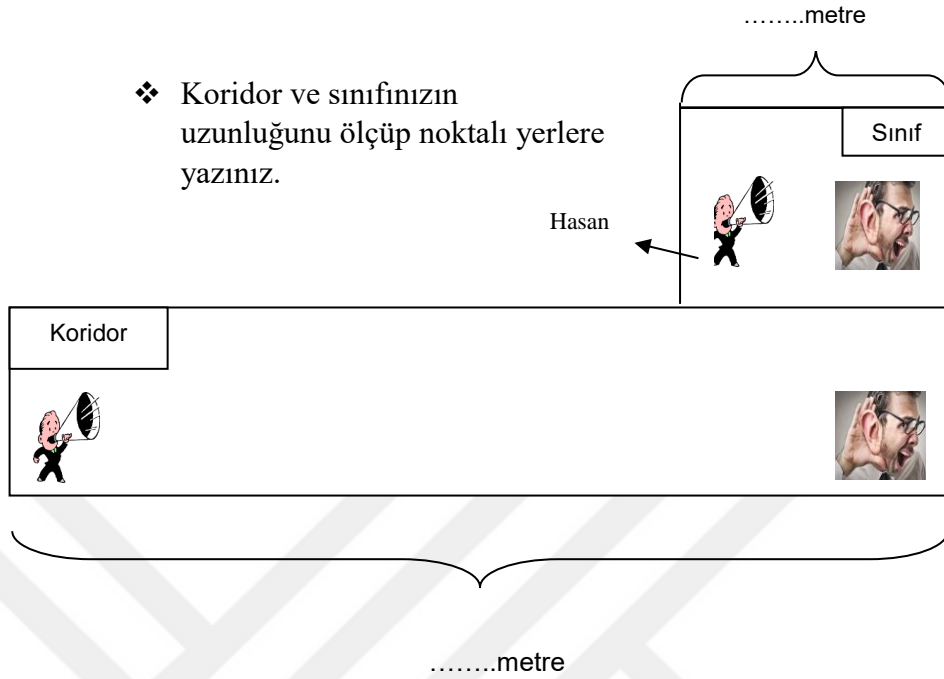 ……..metre
❖ Koridor ve sınıfınızın
uzunluğunu ölçüp noktalı yerlere
yazınız.
Sınıf
Hasan
Koridor
……..metre